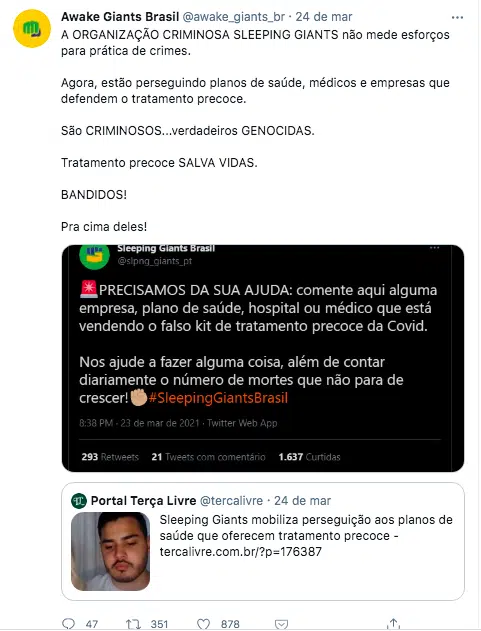 Awake Giants Brasil @awake_giants_br · 24 de mar
A ORGANIZAÇÃO CRIMINOSA SLEEPING GIANTS não mede esforços
para prática de crimes.
Agora, estão perseguindo planos de saúde, médicos e empresas que
defendem o tratamento precoce.
São CRIMINOSOS...verdadeiros GENOCIDAS.
Tratamento precoce SALVA VIDAS.
BANDIDOS!
Pra cima deles!
Sleeping Giants Brasil
@slpng_giants_pt
🚨PRECISAMOS DA SUA AJUDA: comente aqui alguma
empresa, plano de saúde, hospital ou médico que está
vendendo o falso kit de tratamento precoce da Covid.
Nos ajude a fazer alguma coisa, além de contar
diariamente o número de mortes que não para de
crescer!✊🏼#SleepingGiantsBrasil
8:38 PM · 23 de mar de 2021 · Twitter Web App
293 Retweets 21 Tweets com comentário 1.637 Curtidas
Portal Terça Livre @tercalivre · 24 de mar
Sleeping Giants mobiliza perseguição aos planos de
saúde que oferecem tratamento precoce -
tercalivre.com.br/?p=176387
47 351 878